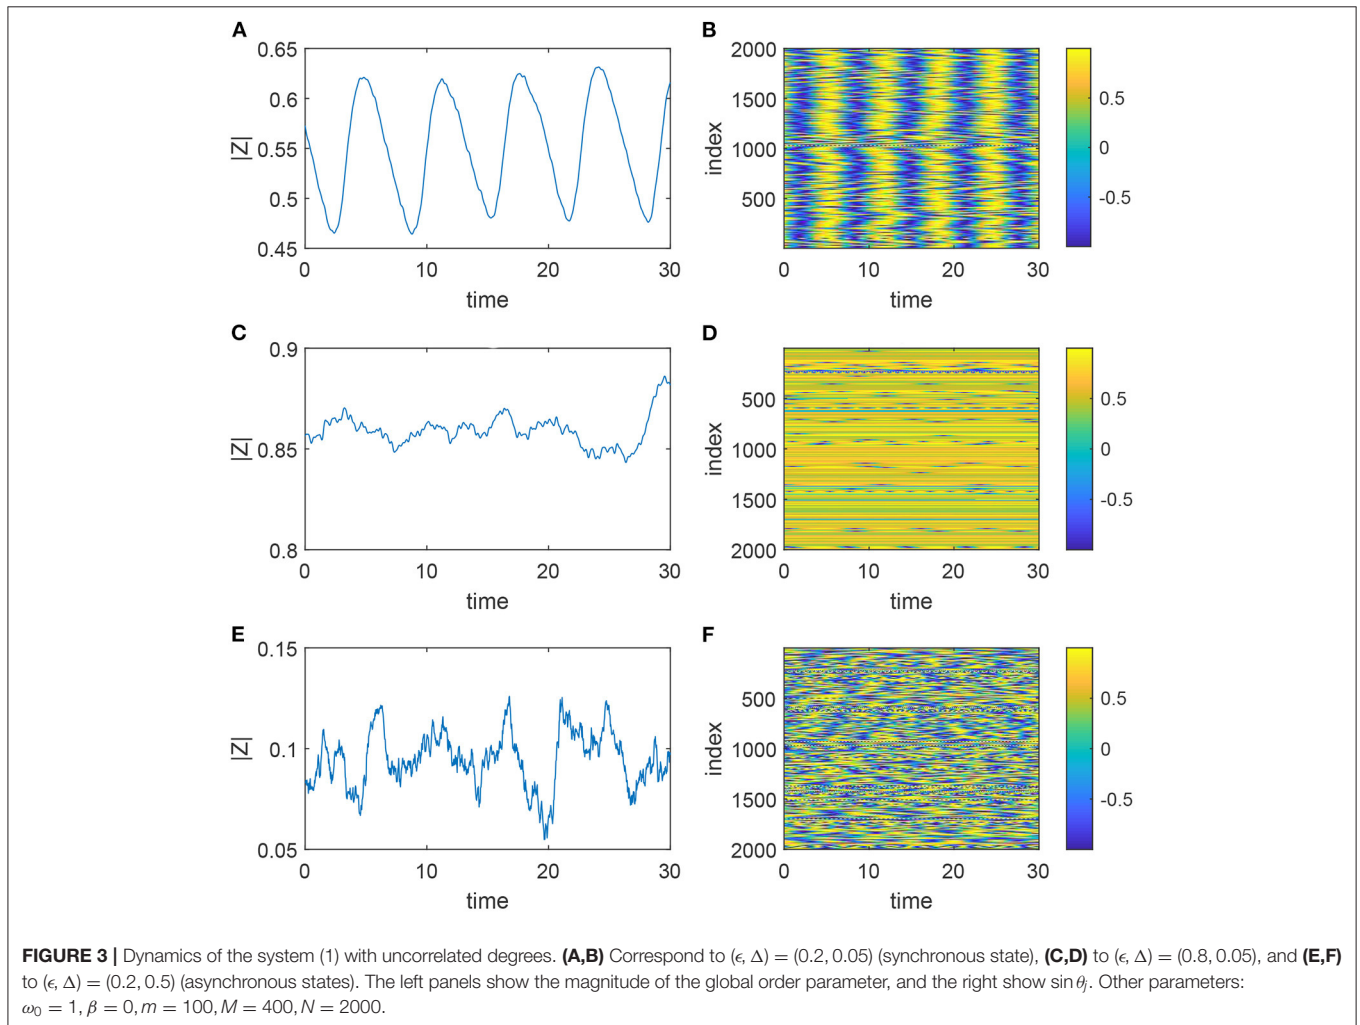 A
0.65
0.6
0.55
0.5
0.45
|Z|
0
10
20
30
time
B
2000
1500
1000
500
index
0
10
20
30
time
0.5
0
-0.5
C
0.9
0.85
0.8
|Z|
0
10
20
30
time
D
500
1000
1500
2000
index
0
10
20
30
time
0.5
0
-0.5
E
0.15
0.1
0.05
|Z|
0
10
20
30
time
F
500
1000
1500
2000
index
0
10
20
30
time
0.5
0
-0.5
FIGURE 3 | Dynamics of the system (1) with uncorrelated degrees. (A,B) Correspond to (ϵ, Δ) = (0.2, 0.05) (synchronous state), (C,D) to (ϵ, Δ) = (0.8, 0.05), and (E,F)
to (ϵ, Δ) = (0.2, 0.5) (asynchronous states). The left panels show the magnitude of the global order parameter, and the right show sin θj. Other parameters:
ω0 = 1, β = 0, m = 100, M = 400, N = 2000.